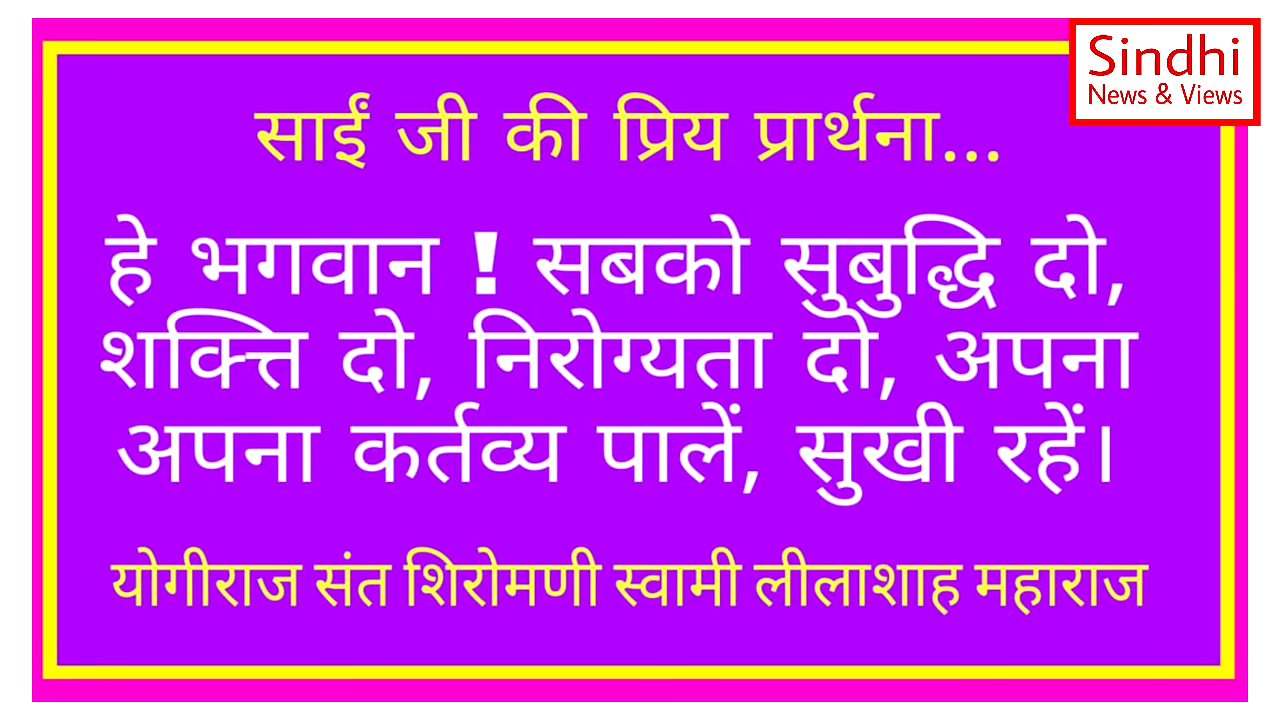 Sindhi
News & Views
साईं जी की प्रिय प्रार्थना...
हे भगवान ! सबको सुबुद्धि दो,
शक्ति दो, निरोग्यता दो, अपना
अपना कर्तव्य पालें, सुखी रहें।
योगीराज संत शिरोमणी स्वामी लीलाशाह महाराज